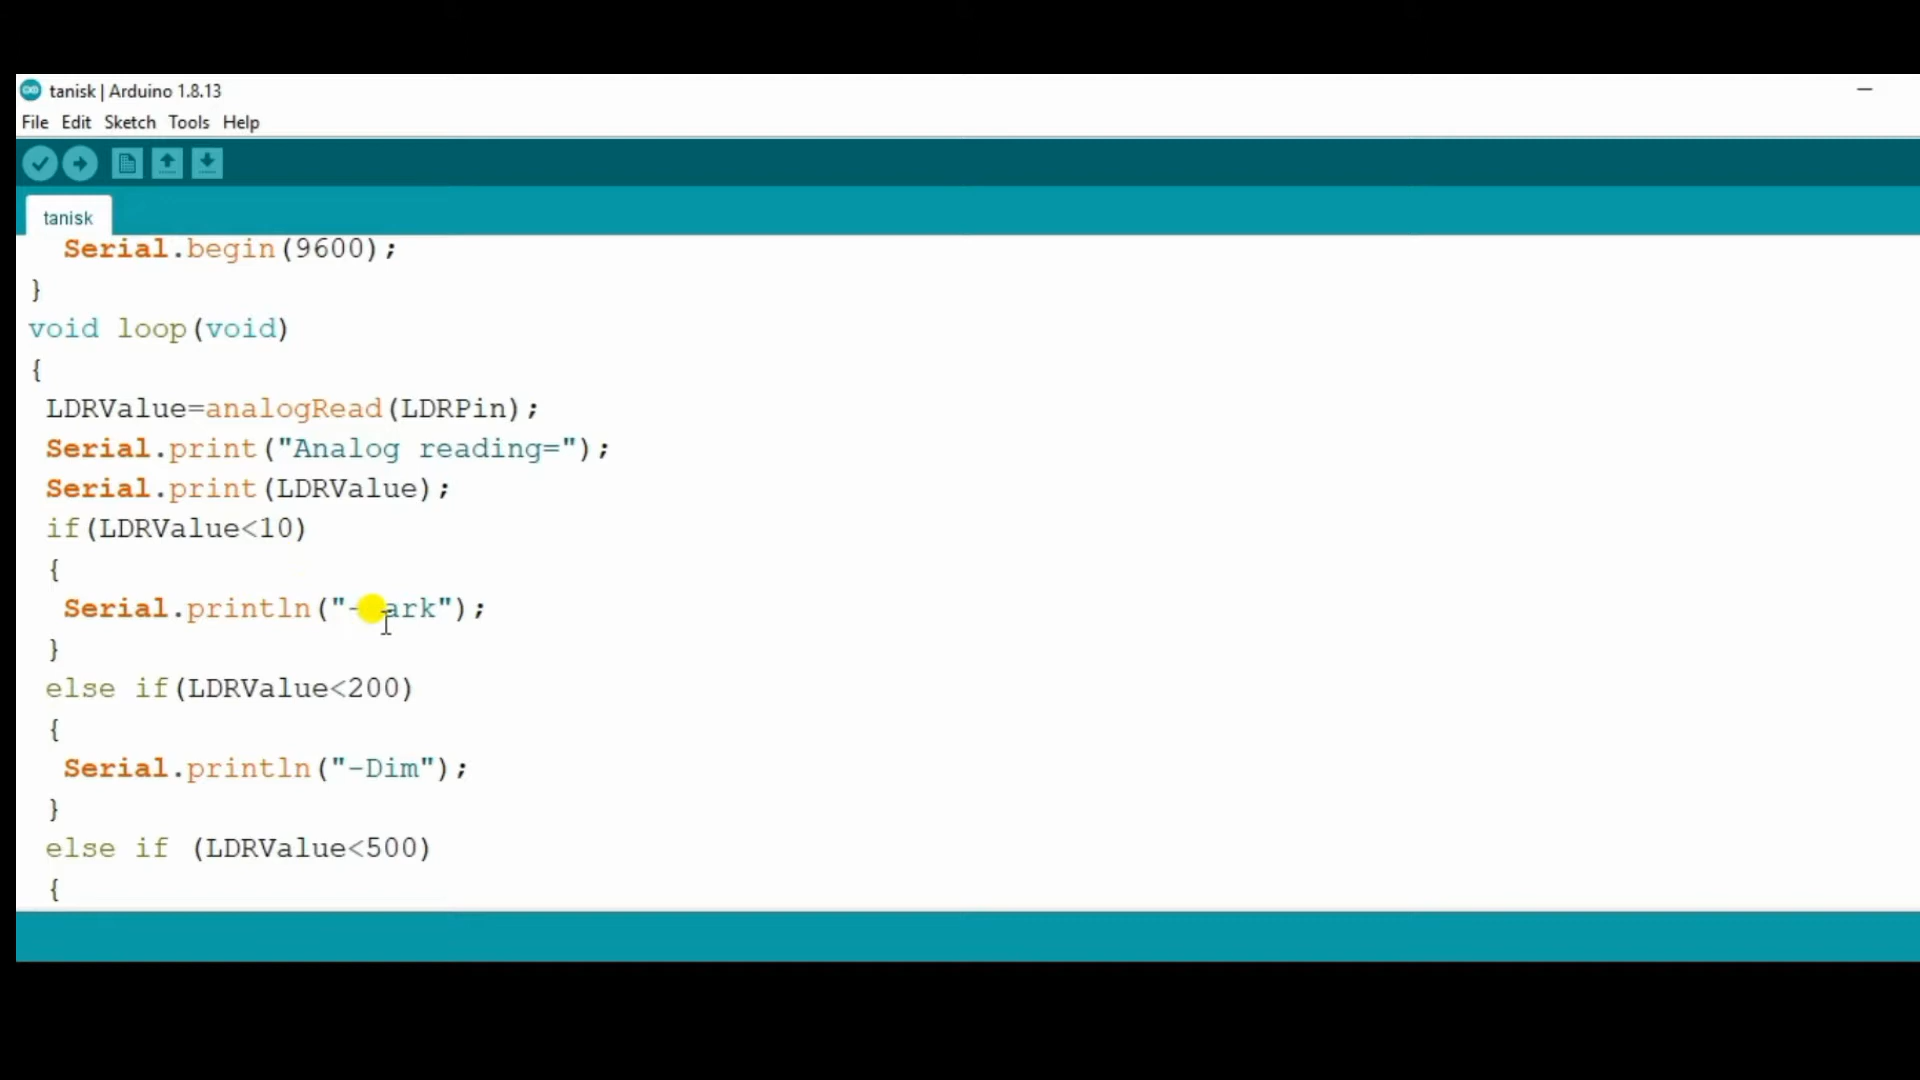 tanisk | Arduino 1.8.13
File Edit Sketch Tools Help
tanisk
Serial.begin(9600);
}
void loop(void)
{
LDRValue=analogRead(LDRPin);
Serial.print("Analog reading=");
Serial.print(LDRValue);
if(LDRValue<10)
{
Serial.println("- ark");
}
else if(LDRValue<200)
{
Serial.println("-Dim");
}
else if (LDRValue<500)
{